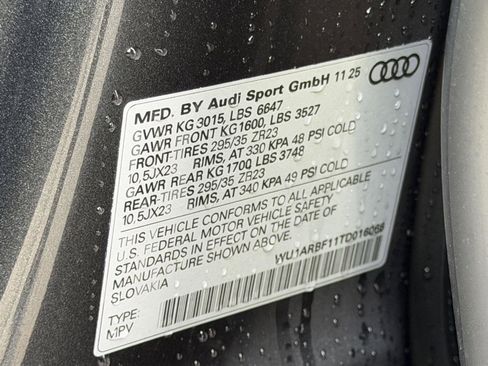 MFD. BY Audi Sport GmbH 11 25
GVWR KG 3015, LBS 6647
GAWR FRONT KG 1600, LBS 3527
FRONT-TIRES 295/35 ZR23
10,5JX23 RIMS, AT 330 KPA 48 PSI COLD
GAWR REAR KG 1700 LBS 3748
REAR-TIRES 295/35 ZR23
10,5JX23 RIMS, AT 340 KPA 49 PSI COLD
THIS VEHICLE CONFORMS TO ALL APPLICABLE
U.S. FEDERAL MOTOR VEHICLE SAFETY
STANDARDS IN EFFECT ON THE DATE OF
MANUFACTURE SHOWN ABOVE.
SLOVAKIA WU1ARBF11TD016068
TYPE:
MPV